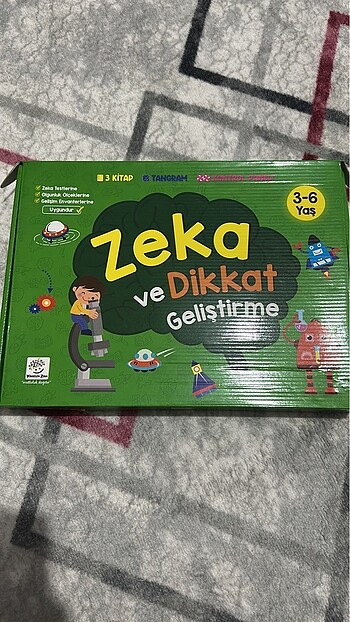 3 KİTAP TANGRAM
Zeka Testlerine
Olgunluk Ölçeklerine
Gelişim Envanterlerine
Uygundur
3-6
Yaş
Zeka
ve Dikkat
Geliştirme